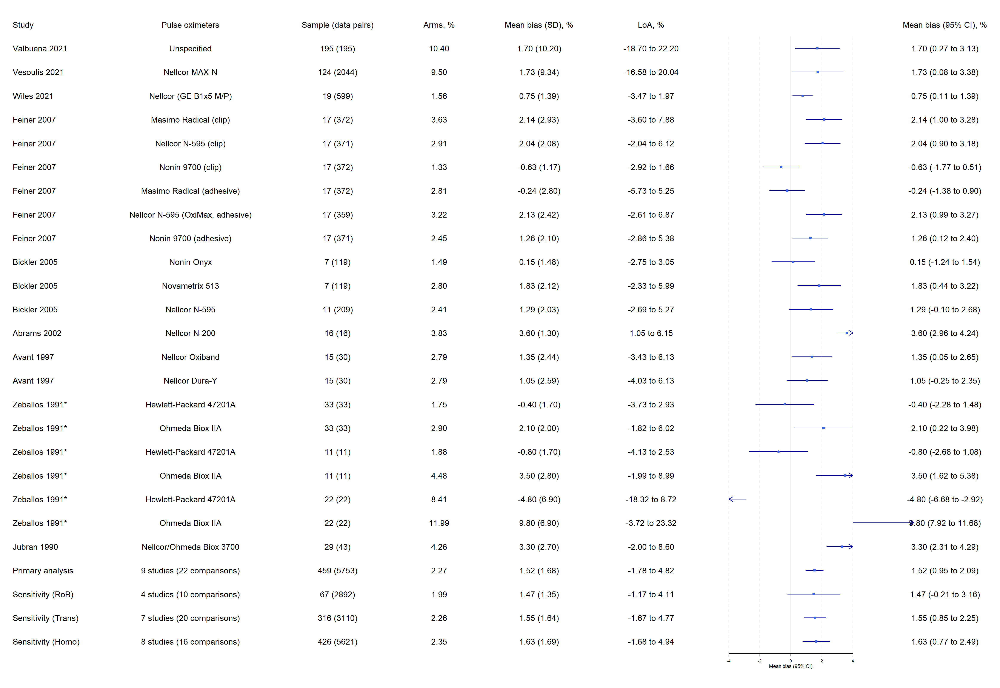 Study Pulse oximeters Sample (data pairs) Arms, % Mean bias (SD), % LoA, % Mean bias (95% CI), %
Valbuena 2021 Unspecified 195 (195) 10.40 1.70 (10.20) -18.70 to 22.20 1.70 (0.27 to 3.13)
Vesoulis 2021 Nellcor MAX-N 124 (2044) 9.50 1.73 (9.34) -16.58 to 20.04 1.73 (0.08 to 3.38)
Wiles 2021 Nellcor (GE B1x5 M/P) 19 (599) 1.56 0.75 (1.39) -3.47 to 1.97 0.75 (0.11 to 1.39)
Feiner 2007 Masimo Radical (clip) 17 (372) 3.63 2.14 (2.93) -3.60 to 7.88 2.14 (1.00 to 3.28)
Feiner 2007 Nellcor N-595 (clip) 17 (371) 2.91 2.04 (2.08) -2.04 to 6.12 2.04 (0.90 to 3.18)
Feiner 2007 Nonin 9700 (clip) 17 (372) 1.33 -0.63 (1.17) -2.92 to 1.66 -0.63 (-1.77 to 0.51)
Feiner 2007 Masimo Radical (adhesive) 17 (372) 2.81 -0.24 (2.80) -5.73 to 5.25 -0.24 (-1.38 to 0.90)
Feiner 2007 Nellcor N-595 (OxiMax, adhesive) 17 (359) 3.22 2.13 (2.42) -2.61 to 6.87 2.13 (0.99 to 3.27)
Feiner 2007 Nonin 9700 (adhesive) 17 (371) 2.45 1.26 (2.10) -2.86 to 5.38 1.26 (0.12 to 2.40)
Bickler 2005 Nonin Onyx 7 (119) 1.49 0.15 (1.48) -2.75 to 3.05 0.15 (-1.24 to 1.54)
Bickler 2005 Novametrix 513 7 (119) 2.80 1.83 (2.12) -2.33 to 5.99 1.83 (0.44 to 3.22)
Bickler 2005 Nellcor N-595 11 (209) 2.41 1.29 (2.03) -2.69 to 5.27 1.29 (-0.10 to 2.68)
Abrams 2002 Nellcor N-200 16 (16) 3.83 3.60 (1.30) 1.05 to 6.15 3.60 (2.96 to 4.24)
Avant 1997 Nellcor Oxiband 15 (30) 2.79 1.35 (2.44) -3.43 to 6.13 1.35 (0.05 to 2.65)
Avant 1997 Nellcor Dura-Y 15 (30) 2.79 1.05 (2.59) -4.03 to 6.13 1.05 (-0.25 to 2.35)
Zeballos 1991* Hewlett-Packard 47201A 33 (33) 1.75 -0.40 (1.70) -3.73 to 2.93 -0.40 (-2.28 to 1.48)
Zeballos 1991* Ohmeda Biox IIA 33 (33) 2.90 2.10 (2.00) -1.82 to 6.02 2.10 (0.22 to 3.98)
Zeballos 1991* Hewlett-Packard 47201A 11 (11) 1.88 -0.80 (1.70) -4.13 to 2.53 -0.80 (-2.68 to 1.08)
Zeballos 1991* Ohmeda Biox IIA 11 (11) 4.48 3.50 (2.80) -1.99 to 8.99 3.50 (1.62 to 5.38)
Zeballos 1991* Hewlett-Packard 47201A 22 (22) 8.41 -4.80 (6.90) -18.32 to 8.72 -4.80 (-6.68 to -2.92)
Zeballos 1991* Ohmeda Biox IIA 22 (22) 11.99 9.80 (6.90) -3.72 to 23.32 9.80 (7.92 to 11.68)
Jubran 1990 Nellcor/Ohmeda Biox 3700 29 (43) 4.26 3.30 (2.70) -2.00 to 8.60 3.30 (2.31 to 4.29)
Primary analysis 9 studies (22 comparisons) 459 (5753) 2.27 1.52 (1.68) -1.78 to 4.82 1.52 (0.95 to 2.09)
Sensitivity (RoB) 4 studies (10 comparisons) 67 (2892) 1.99 1.47 (1.35) -1.17 to 4.11 1.47 (-0.21 to 3.16)
Sensitivity (Trans) 7 studies (20 comparisons) 316 (3110) 2.26 1.55 (1.64) -1.67 to 4.77 1.55 (0.85 to 2.25)
Sensitivity (Homo) 8 studies (16 comparisons) 426 (5621) 2.35 1.63 (1.69) -1.68 to 4.94 1.63 (0.77 to 2.49)
-4 -2 0 2 4
Mean bias (95% CI)